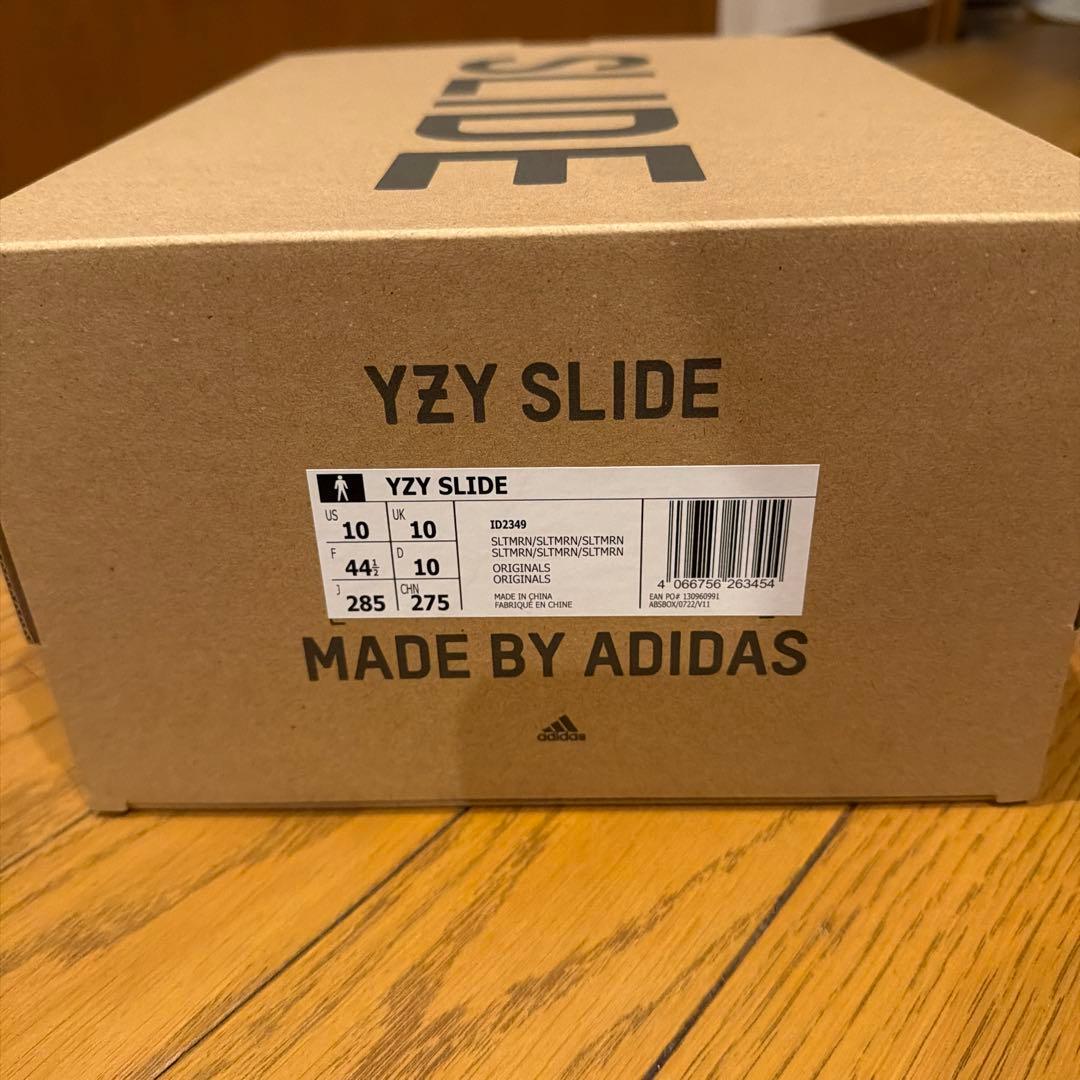 SLIDE
YZY SLIDE
YZY SLIDE
US 10 UK 10
F 44½ D 10
J 285 CHN 275
ID2349
SLTMRN/SLTMRN/SLTMRN
SLTMRN/SLTMRN/SLTMRN
ORIGINALS
ORIGINALS
MADE IN CHINA
FABRIQUÉ EN CHINE
4 066756 263454
EAN PO# 130960991
ABSBOX/0722/V11
MADE BY ADIDAS
adidas